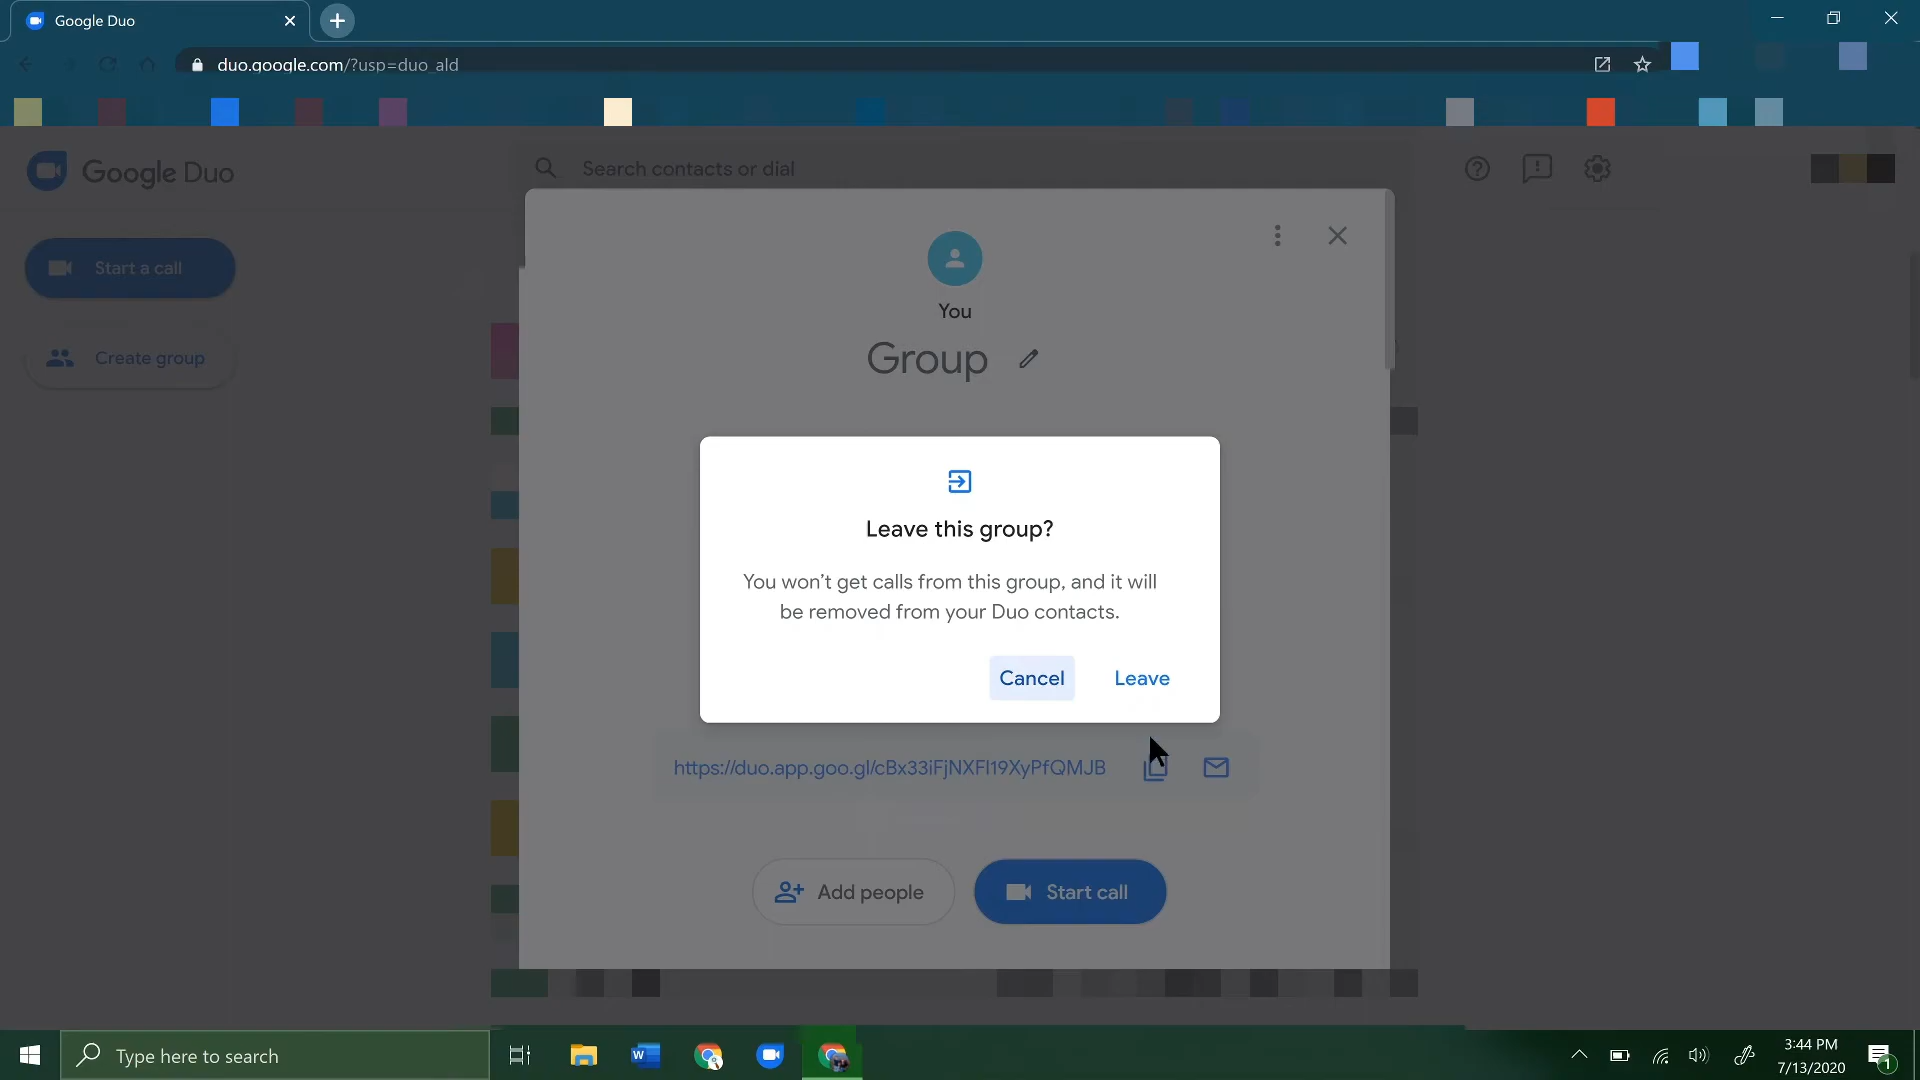 Google Duo
duo.google.com/?usp=duo_ald
Google Duo
Search contacts or dial
Start a call
Create group
You
Group
Leave this group?
You won't get calls from this group, and it will
be removed from your Duo contacts.
Cancel
Leave
https://duo.app.goo.gl/cBx33iFjNXFl19XyPfQMJB
Add people
Start call
Type here to search
3:44 PM
7/13/2020
1